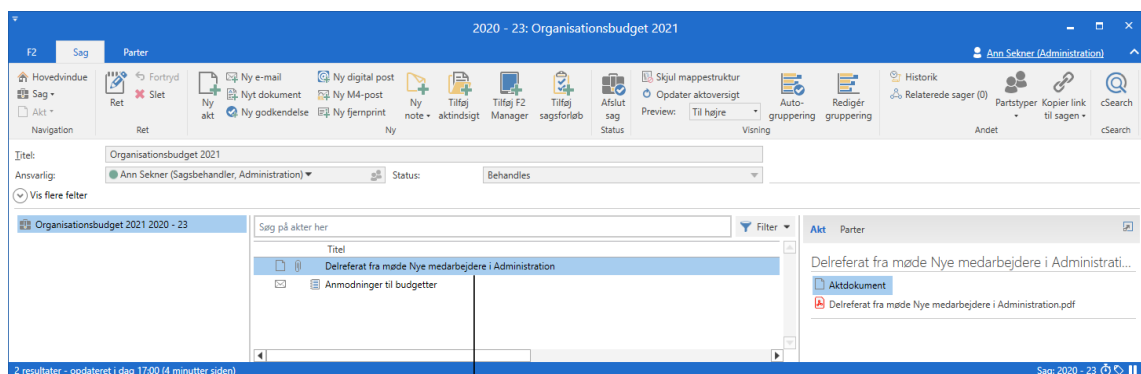 2020 - 23: Organisationsbudget 2021
F2 Sag Parter Ann Sekner (Administration)
Hovedvindue
Sag
Akt
Navigation
Ret
Fortryd
Slet
Ret
Ny akt
Ny e-mail
Nyt dokument
Ny godkendelse
Ny digital post
Ny M4-post
Ny fjernprint
Ny note
Tilføj aktindsigt
Tilføj F2 Manager
Tilføj sagsforløb
Ny
Afslut sag
Status
Skjul mappestruktur
Opdater aktoversigt
Preview: Til højre
Auto-gruppering
Redigér gruppering
Visning
Historik
Relaterede sager (0)
Partstyper
Kopier link til sagen
Andet
cSearch
cSearch
Titel: Organisationsbudget 2021
Ansvarlig: Ann Sekner (Sagsbehandler, Administration) Status: Behandles
Vis flere felter
Organisationsbudget 2021 2020 - 23
Søg på akter her Filter
Titel
Delreferat fra møde Nye medarbejdere i Administration
Anmodninger til budgetter
Akt Parter
Delreferat fra møde Nye medarbejdere i Administrati...
Aktdokument
Delreferat fra møde Nye medarbejdere i Administration.pdf
2 resultater - opdateret i dag 17:00 (4 minutter siden) Sag: 2020 - 23